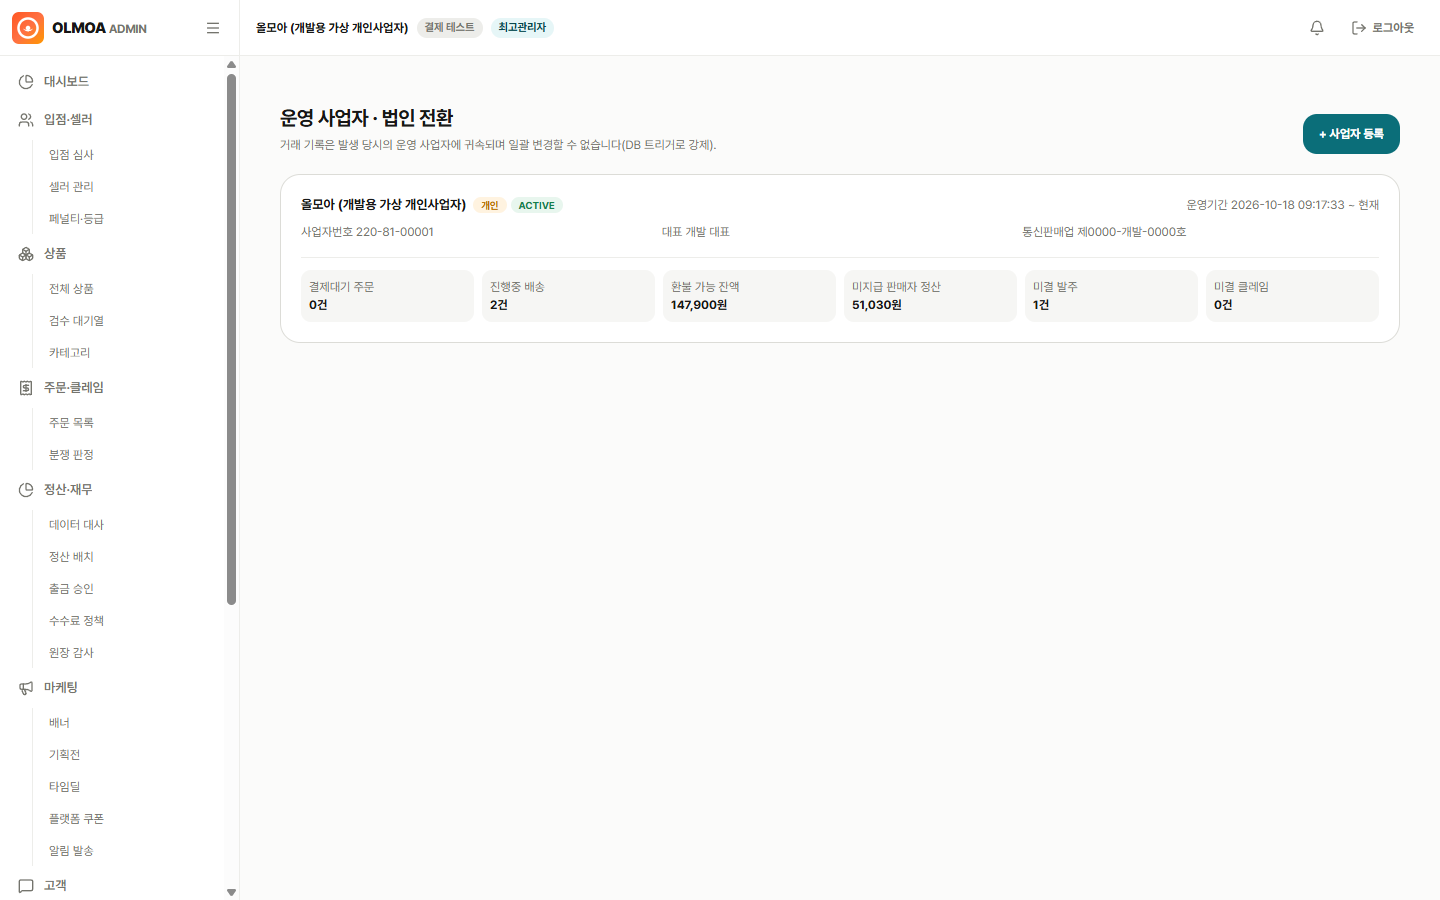 OLMOA ADMIN
올모아 (개발용 가상 개인사업자) 결제 테스트 최고관리자
로그아웃
대시보드
입점·셀러
입점 심사
셀러 관리
페널티·등급
상품
전체 상품
검수 대기열
카테고리
주문·클레임
주문 목록
분쟁 판정
정산·재무
데이터 대사
정산 배치
출금 승인
수수료 정책
원장 감사
마케팅
배너
기획전
타임딜
플랫폼 쿠폰
알림 발송
고객
운영 사업자 · 법인 전환
거래 기록은 발생 당시의 운영 사업자에 귀속되며 일괄 변경할 수 없습니다(DB 트리거로 강제).
+ 사업자 등록
올모아 (개발용 가상 개인사업자) 개인 ACTIVE
운영기간 2026-10-18 09:17:33 ~ 현재
사업자번호 220-81-00001
대표 개발 대표
통신판매업 제0000-개발-0000호
결제대기 주문
0건
진행중 배송
2건
환불 가능 잔액
147,900원
미지급 판매자 정산
51,030원
미결 발주
1건
미결 클레임
0건